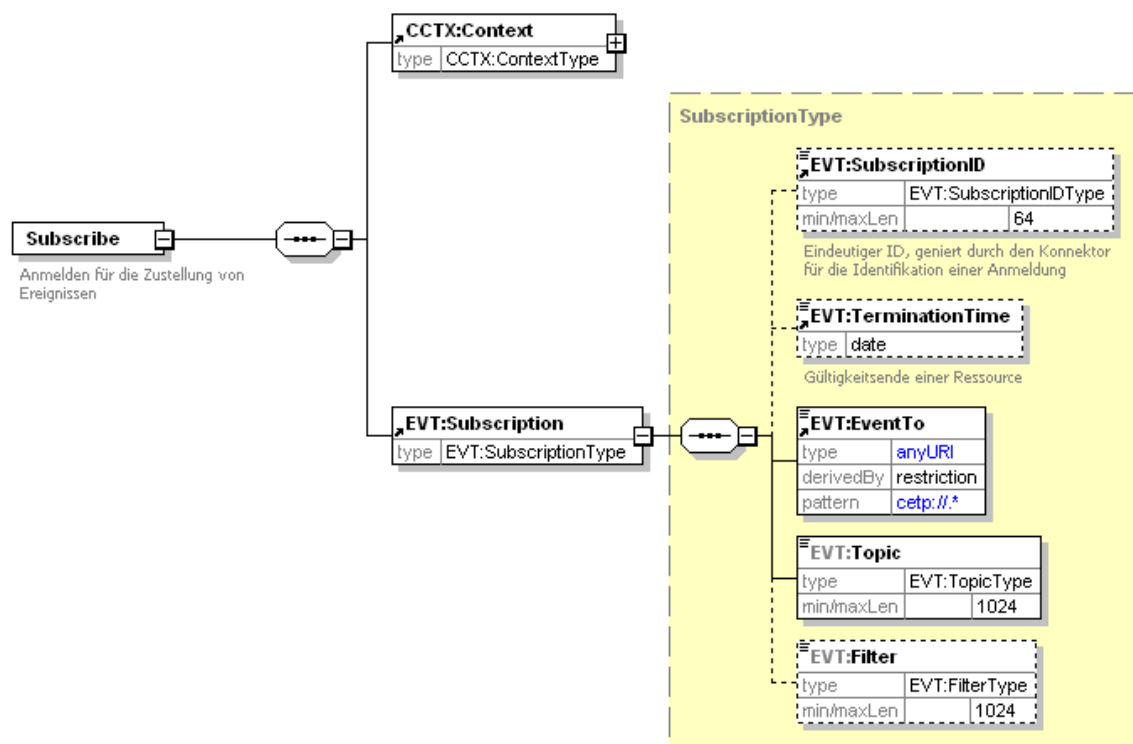 CCTX:Context
type CCTX:ContextType
SubscriptionType
EVT:SubscriptionID
type EVT:SubscriptionIDType
min/maxLen 64
Eindeutiger ID, geniert durch den Konnektor
für die Identifikation einer Anmeldung
Subscribe
Anmelden für die Zustellung von
Ereignissen
EVT:TerminationTime
type date
Gültigkeitsende einer Ressource
EVT:Subscription
type EVT:SubscriptionType
EVT:EventTo
type anyURI
derivedBy restriction
pattern cetp://.*
EVT:Topic
type EVT:TopicType
min/maxLen 1024
EVT:Filter
type EVT:FilterType
min/maxLen 1024